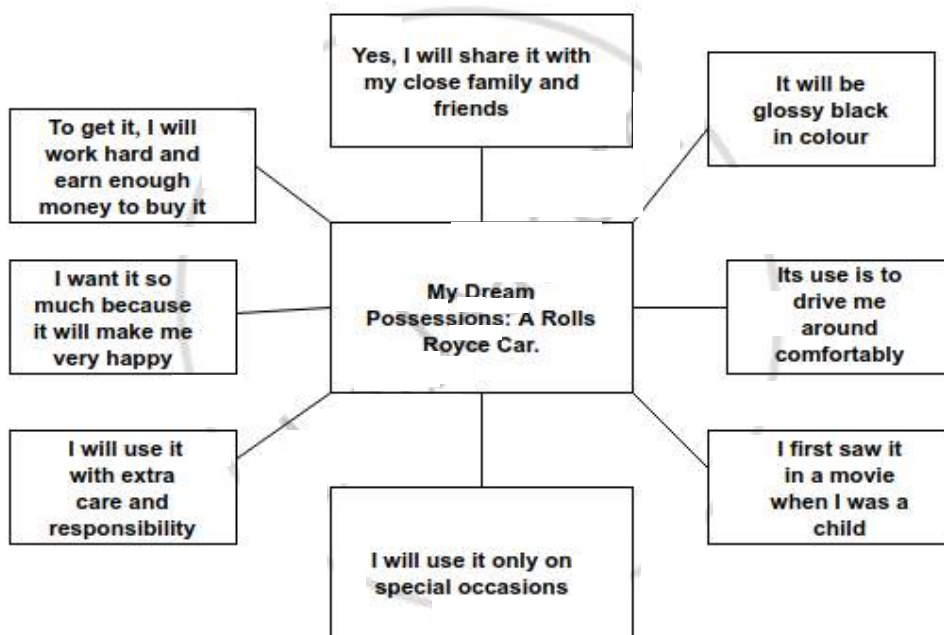 Yes, I will share it with
my close family and
friends
It will be
glossy black
in colour
To get it, I will
work hard and
earn enough
money to buy it
My Dream
Possessions: A Rolls
Royce Car.
I want it so
much because
it will make me
very happy
Its use is to
drive me
around
comfortably
I will use it
with extra
care and
responsibility
I first saw it
in a movie
when I was a
child
I will use it only on
special occasions